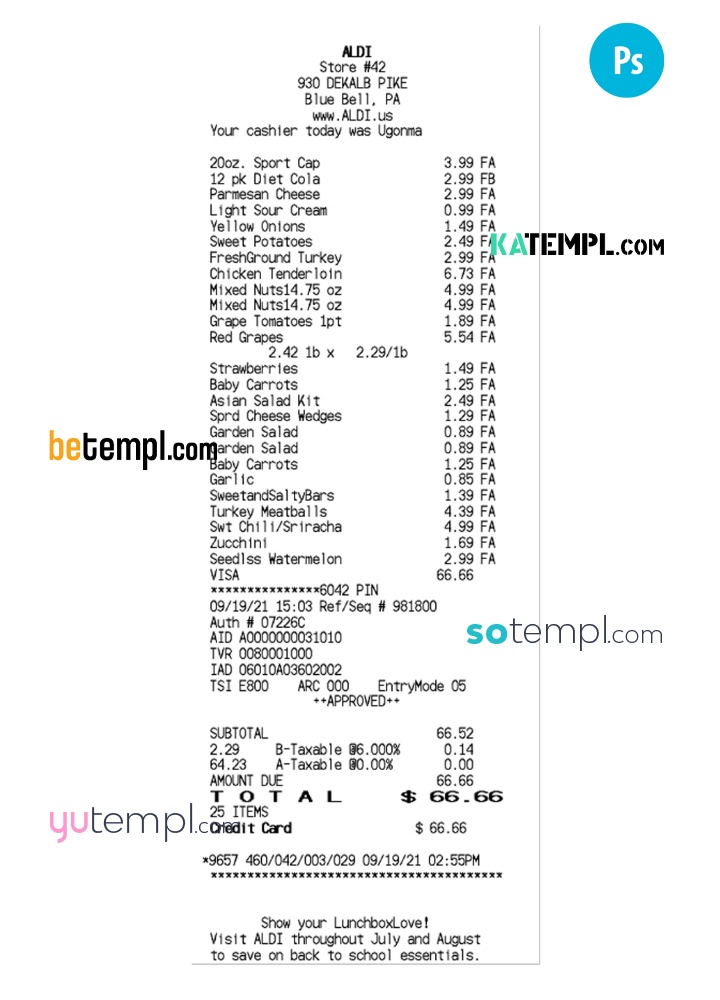 Ps
ALDI
Store #42
930 DEKALB PIKE
Blue Bell, PA
www.ALDI.us
Your cashier today was Ugonma
20oz. Sport Cap 3.99 FA
12 pk Diet Cola 2.99 FB
Parmesan Cheese 2.99 FA
Light Sour Cream 0.99 FA
Yellow Onions 1.49 FA
Sweet Potatoes 2.49 FA
KATEMPL.COM
FreshGround Turkey 2.99 FA
Chicken Tenderloin 6.73 FA
Mixed Nuts14.75 oz 4.99 FA
Mixed Nuts14.75 oz 4.99 FA
Grape Tomatoes 1pt 1.89 FA
Red Grapes 5.54 FA
2.42 1b x 2.29/1b
Strawberries 1.49 FA
Baby Carrots 1.25 FA
Asian Salad Kit 2.49 FA
Sprd Cheese Wedges 1.29 FA
Garden Salad 0.89 FA
betempl.com
Garden Salad 0.89 FA
Baby Carrots 1.25 FA
Garlic 0.85 FA
SweetandSaltyBars 1.39 FA
Turkey Meatballs 4.39 FA
Swt Chili/Sriracha 4.99 FA
Zucchini 1.69 FA
Seedlss Watermelon 2.99 FA
VISA 66.66
***************6042 PIN
09/19/21 15:03 Ref/Seq # 981800
Auth # 07226C
AID A0000000031010
sotempl.com
TVR 0080001000
IAD 06010A03602002
TSI E800 ARC 000 EntryMode 05
++APPROVED++
SUBTOTAL 66.52
2.29 B-Taxable @6.000% 0.14
64.23 A-Taxable @0.00% 0.00
AMOUNT DUE 66.66
T O T A L $ 66.66
25 ITEMS
yutempl.com
Credit Card $ 66.66
*9657 460/042/003/029 09/19/21 02:55PM
****************************************
Show your LunchboxLove!
Visit ALDI throughout July and August
to save on back to school essentials.